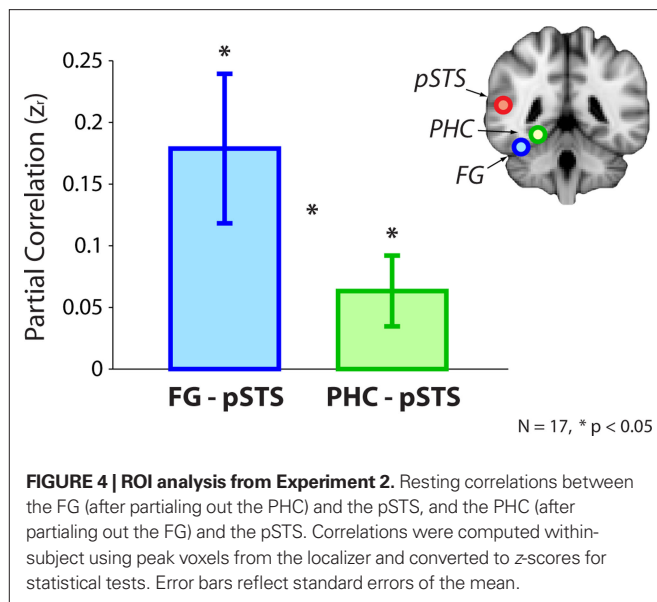 0.25
0.2
0.15
0.1
0.05
0
Partial Correlation (zr)
*
*
*
FG - pSTS
PHC - pSTS
pSTS
PHC
FG
N = 17, * p < 0.05
FIGURE 4 | ROI analysis from Experiment 2. Resting correlations between
the FG (after partialing out the PHC) and the pSTS, and the PHC (after
partialing out the FG) and the pSTS. Correlations were computed within-
subject using peak voxels from the localizer and converted to z-scores for
statistical tests. Error bars reflect standard errors of the mean.